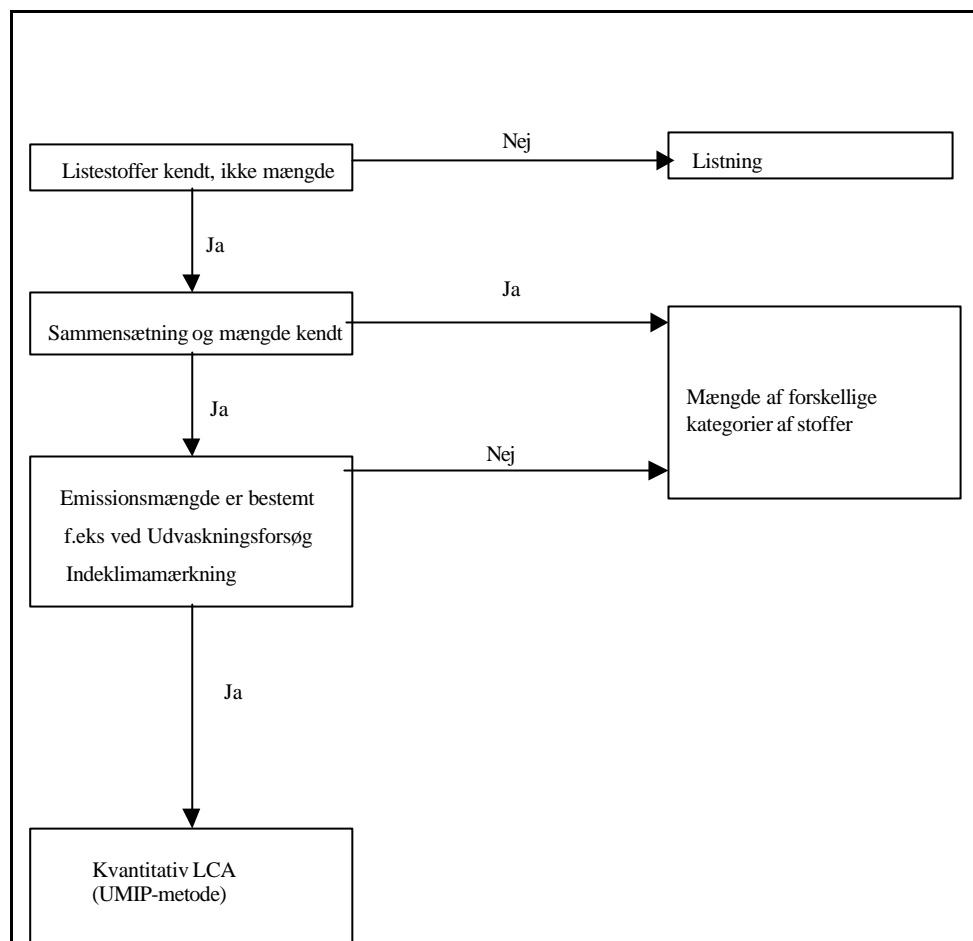 Nej
Listestoffer kendt, ikke mængde
Listning
Ja
Ja
Sammensætning og mængde kendt
Mængde af forskellige
kategorier af stoffer
Ja
Nej
Emissionsmængde er bestemt
f.eks ved Udvaskningsforsøg
Indeklimamærkning
Ja
Kvantitativ LCA
(UMIP-metode)